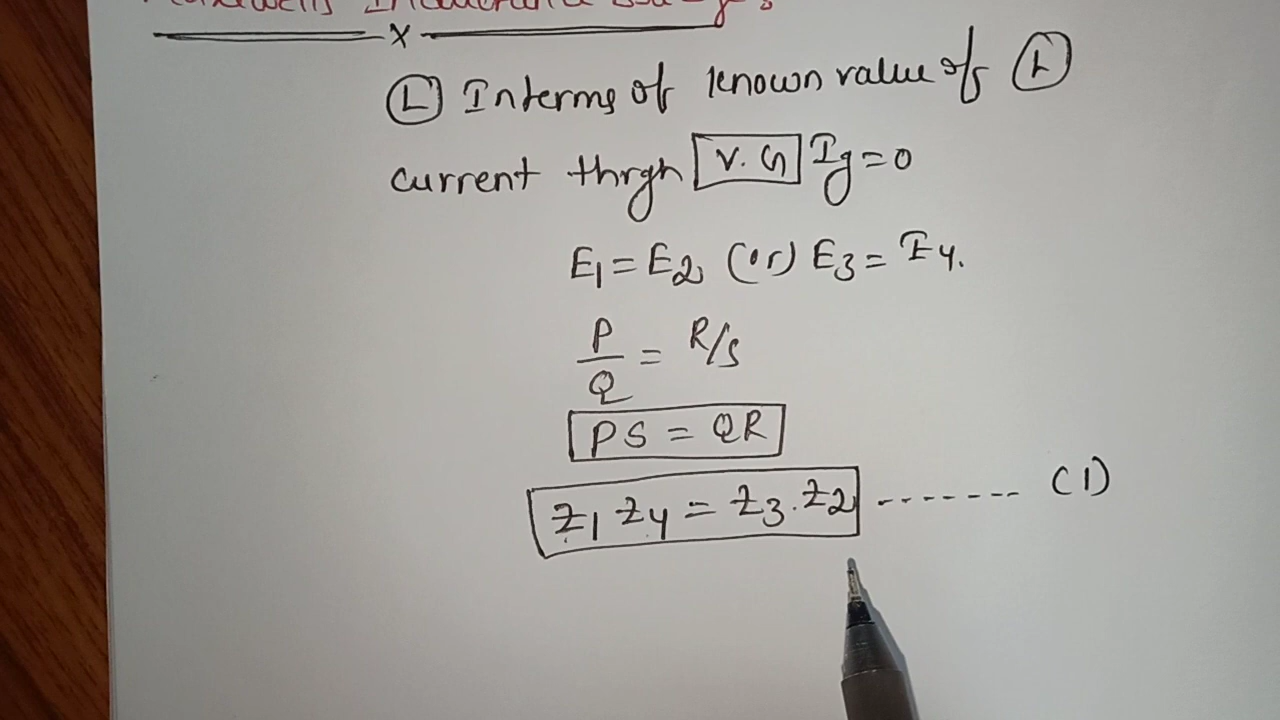 X
(L) Interms of known value of (L)
current thrgh V.G Ig=0
E1=E2 (or) E3=E4.
P/Q = R/S
PS = QR
Z1 Z4 = Z3.Z2 ------- (1)